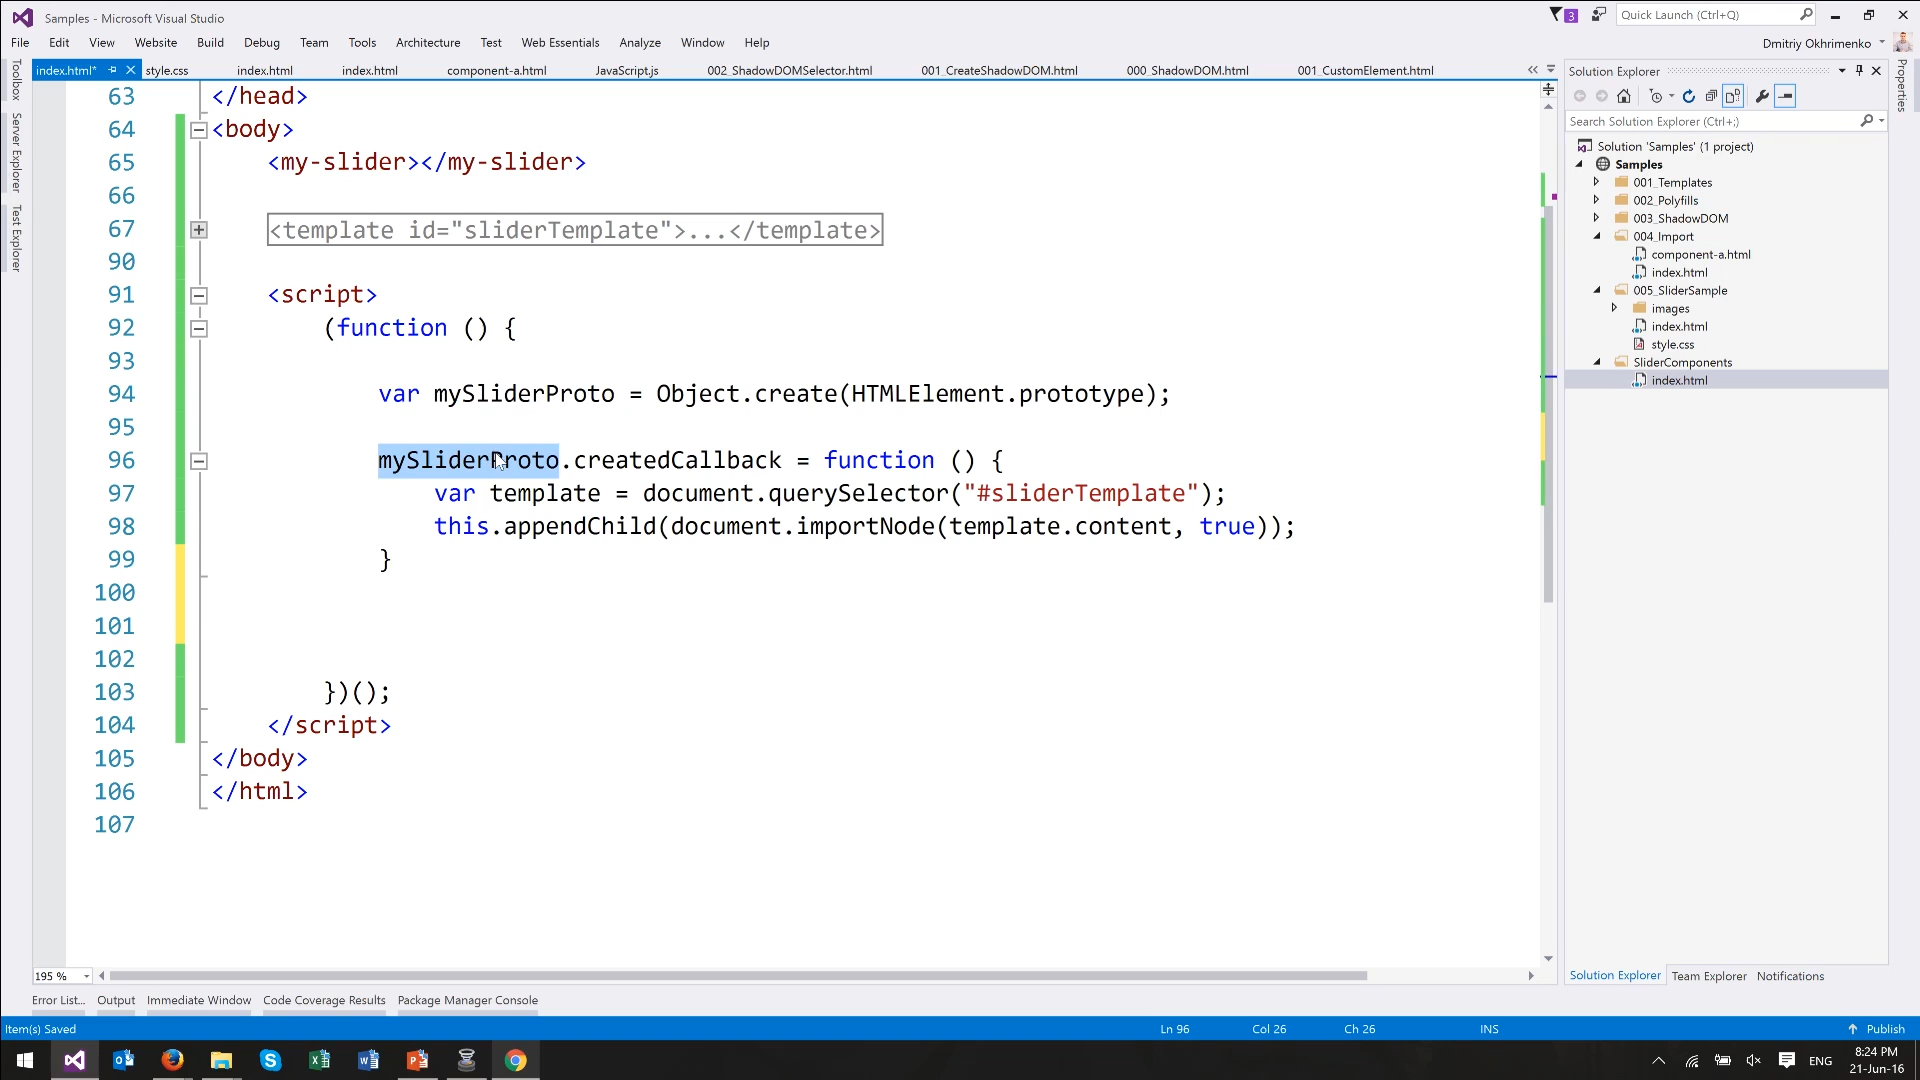 Samples - Microsoft Visual Studio
3
Quick Launch (Ctrl+Q)
File Edit View Website Build Debug Team Tools Architecture Test Tools Analyze Window Help
Dmitriy Okhrimenko
index.html* style.css index.html index.html component-a.html JavaScript.js 002_ShadowDOMSelector.html 001_CreateShadowDOM.html 000_ShadowDOM.html 001_CustomElement.html
Toolbox
Server Explorer
Test Explorer
63 </head>
64 <body>
65 <my-slider></my-slider>
66
67 <template id="sliderTemplate">...</template>
90
91 <script>
92 (function () {
93
94 var mySliderProto = Object.create(HTMLElement.prototype);
95
96 mySliderProto.createdCallback = function () {
97 var template = document.querySelector("#sliderTemplate");
98 this.appendChild(document.importNode(template.content, true));
99 }
100
101
102
103 })();
104 </script>
105 </body>
106 </html>
107
195 %
Solution Explorer
Search Solution Explorer (Ctrl+;)
Solution 'Samples' (1 project)
Samples
001_Templates
002_Polyfills
003_ShadowDOM
004_Import
component-a.html
index.html
005_SliderSample
images
index.html
style.css
SliderComponents
index.html
Solution Explorer Team Explorer Notifications
Properties
Error List... Output Immediate Window Code Coverage Results Package Manager Console
Item(s) Saved Ln 96 Col 26 Ch 26 INS Publish
ENG
8:24 PM
21-Jun-16